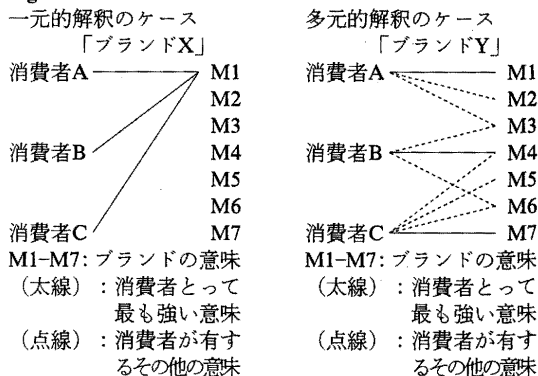 一元的解釈のケース
「ブランドX」
消費者A M1
M2
M3
消費者B M4
M5
M6
消費者C M7
M1-M7: ブランドの意味
(太線):消費者とって
最も強い意味
(点線):消費者が有す
るその他の意味
多元的解釈のケース
「ブランドY」
消費者A M1
M2
M3
消費者B M4
M5
M6
消費者C M7
M1-M7: ブランドの意味
(太線):消費者とって
最も強い意味
(点線):消費者が有す
るその他の意味